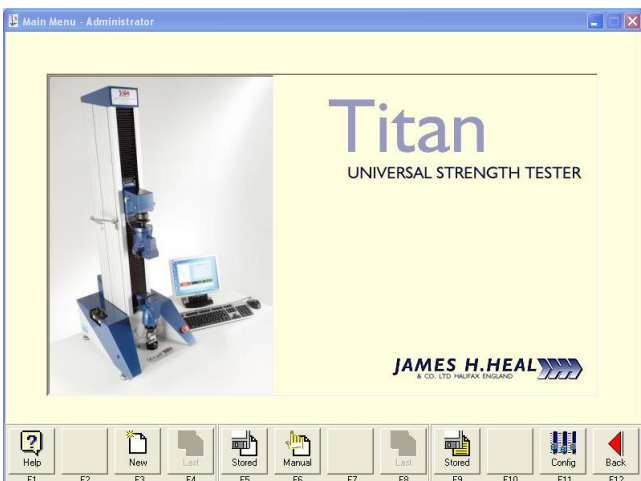 Main Menu - Administrator
Titan
UNIVERSAL STRENGTH TESTER
JAMES H.HEAL
& CO. LTD HALIFAX ENGLAND
Help New Last Stored Manual Last Stored Config Back
F1 F2 F3 F4 F5 F6 F7 F8 F9 F10 F11 F12